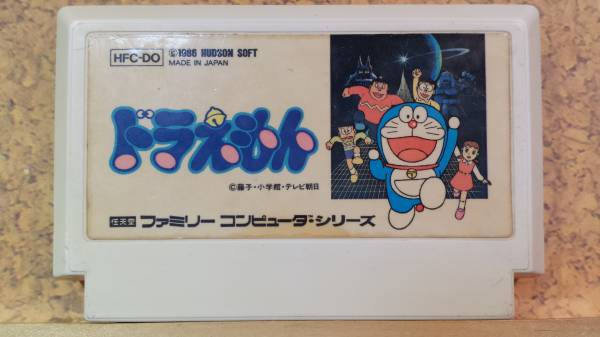 HFC-DO
©1986 HUDSON SOFT
MADE IN JAPAN
ドラえもん
©藤子・小学館・テレビ朝日
任天堂 ファミリー コンピュータ・シリーズ